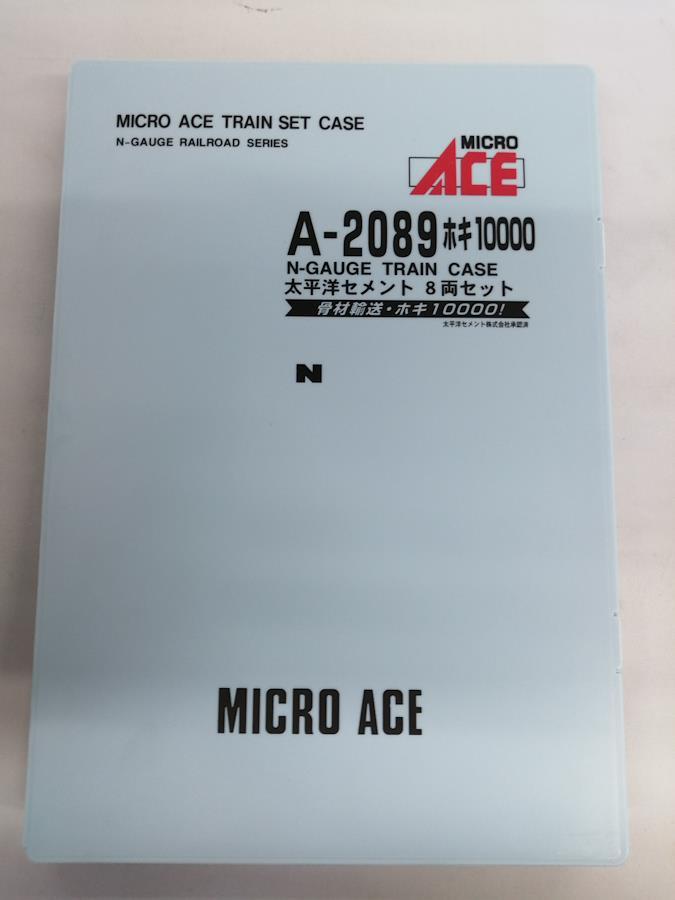 MICRO ACE TRAIN SET CASE
N-GAUGE RAILROAD SERIES
MICRO
ACE
A-2089 ホキ10000
N-GAUGE TRAIN CASE
太平洋セメント 8両セット
骨材輸送・ホキ10000!
太平洋セメント株式会社承認済
N
MICRO ACE